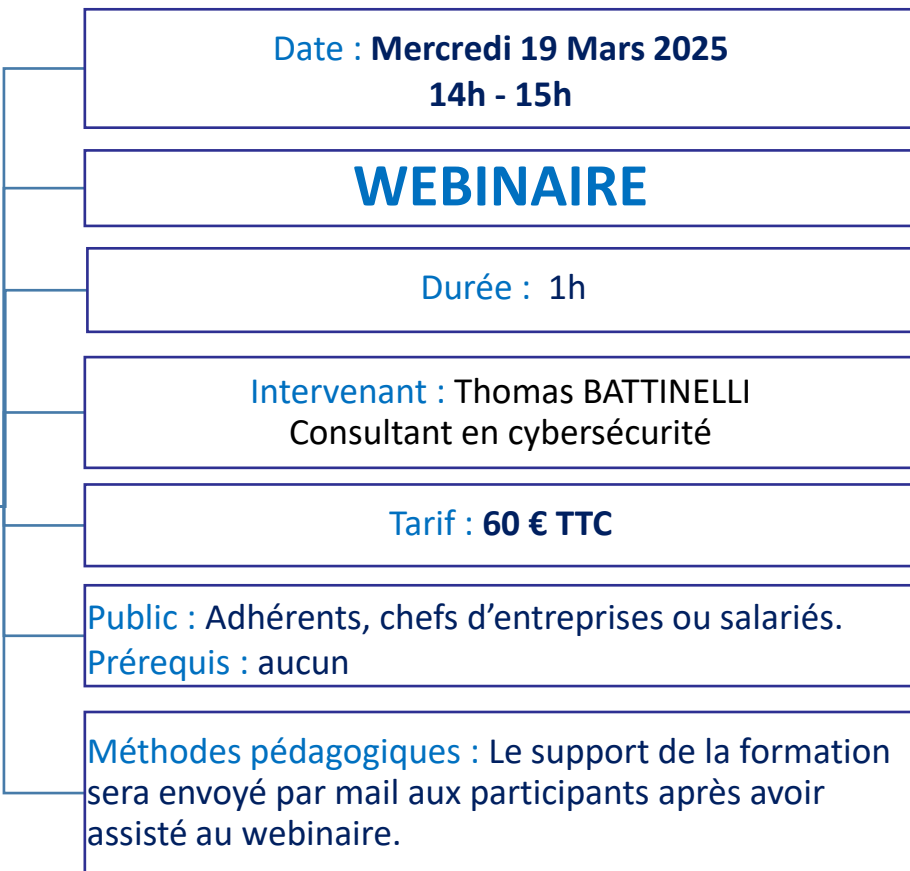 Date : Mercredi 19 Mars 2025
14h - 15h
WEBINAIRE
Durée : 1h
Intervenant : Thomas BATTINELLI
Consultant en cybersécurité
Tarif : 60 € TTC
Public : Adhérents, chefs d’entreprises ou salariés.
Prérequis : aucun
Méthodes pédagogiques : Le support de la formation
sera envoyé par mail aux participants après avoir
assisté au webinaire.